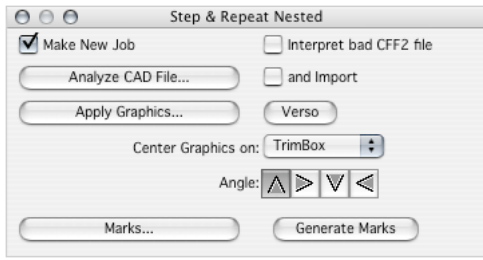 Step & Repeat Nested
Make New Job
Interpret bad CFF2 file
Analyze CAD File...
and Import
Apply Graphics...
Verso
Center Graphics on: TrimBox
Angle:
Marks...
Generate Marks